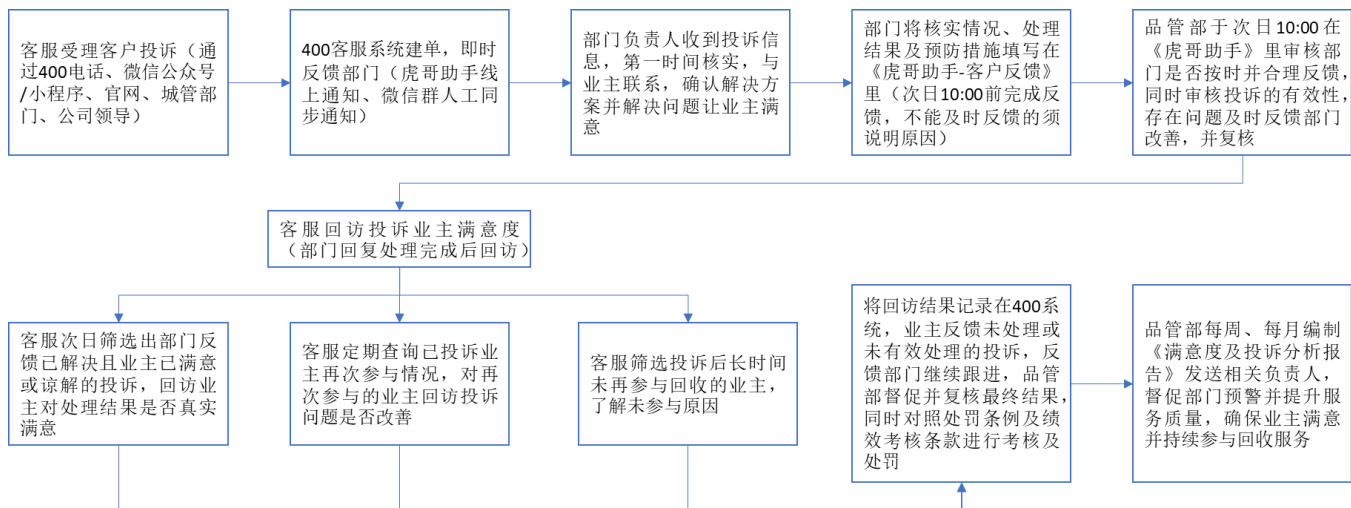 客服受理客户投诉（通
过400电话、微信公众号
/小程序、官网、城管部
门、公司领导）
400客服系统建单，即时
反馈部门（虎哥助手线
上通知、微信群人工同
步通知）
部门负责人收到投诉信
息，第一时间核实，与
业主联系，确认解决方
案并解决问题让业主满
意
部门将核实情况、处理
结果及预防措施填写在
《虎哥助手-客户反馈》
里（次日10:00前完成反
馈，不能及时反馈的须
说明原因）
品管部于次日10:00在
《虎哥助手》里审核部
门是否按时并合理反馈，
同时审核投诉的有效性，
存在问题及时反馈部门
改善，并复核
客服回访投诉业主满意度
（部门回复处理完成后回访）
客服次日筛选出部门反
馈已解决且业主已满意
或谅解的投诉，回访业
主对处理结果是否真实
满意
客服定期查询已投诉业
主再次参与情况，对再
次参与的业主回访投诉
问题是否改善
客服筛选投诉后长时间
未再参与回收的业主，
了解未参与原因
将回访结果记录在400系
统，业主反馈未处理或
未有效处理的投诉，反
馈部门继续跟进，品管
部督促并复核最终结果，
同时对照处罚条例及绩
效考核条款进行考核及
处罚
品管部每周、每月编制
《满意度及投诉分析报
告》发送相关负责人，
督促部门预警并提升服
务质量，确保业主满意
并持续参与回收服务